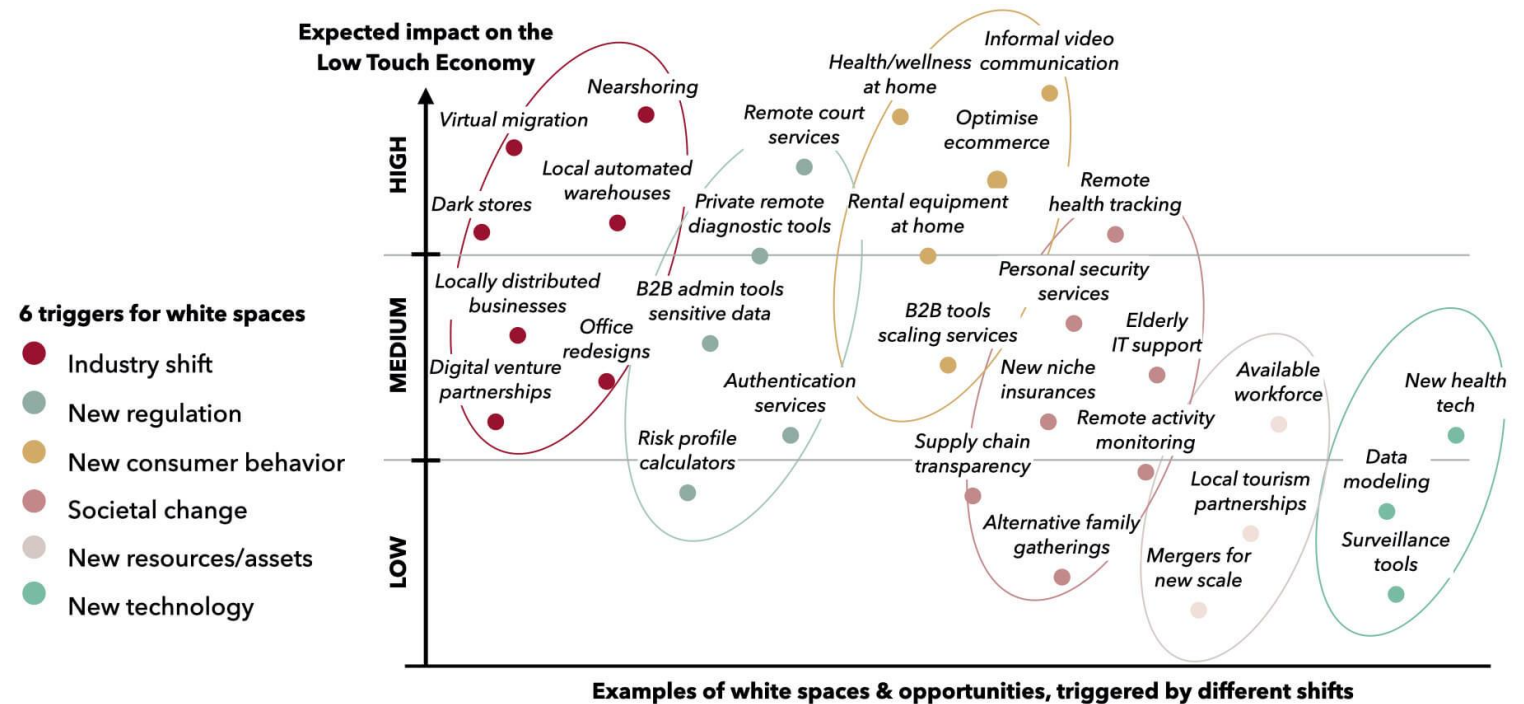 Expected impact on the
Low Touch Economy
HIGH
MEDIUM
LOW
6 triggers for white spaces
Industry shift
New regulation
New consumer behavior
Societal change
New resources/assets
New technology
Nearshoring
Virtual migration
Local automated
warehouses
Dark stores
Locally distributed
businesses
Office
redesigns
Digital venture
partnerships
Remote court
services
Private remote
diagnostic tools
B2B admin tools
sensitive data
Authentication
services
Risk profile
calculators
Informal video
communication
Health/wellness
at home
Optimise
ecommerce
Rental equipment
at home
B2B tools
scaling services
Remote
health tracking
Personal security
services
Elderly
IT support
New niche
insurances
Remote activity
monitoring
Supply chain
transparency
Alternative family
gatherings
Available
workforce
Local tourism
partnerships
Mergers for
new scale
New health
tech
Data
modeling
Surveillance
tools
Examples of white spaces & opportunities, triggered by different shifts